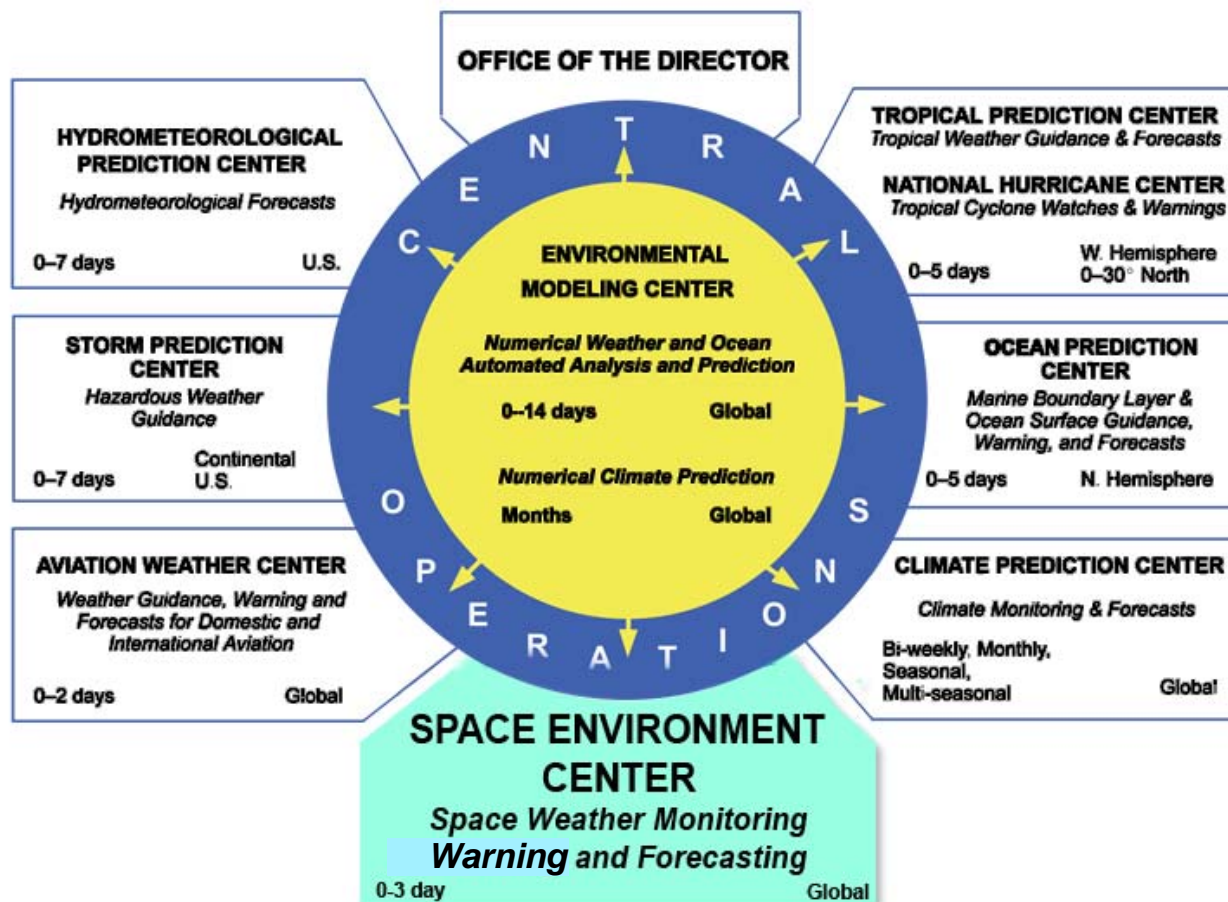 OFFICE OF THE DIRECTOR
HYDROMETEOROLOGICAL
PREDICTION CENTER
Hydrometeorological Forecasts
0–7 days U.S.
STORM PREDICTION
CENTER
Hazardous Weather
Guidance
0–7 days Continental
U.S.
AVIATION WEATHER CENTER
Weather Guidance, Warning and
Forecasts for Domestic and
International Aviation
0–2 days Global
CENTRAL
OPERATIONS
ENVIRONMENTAL
MODELING CENTER
Numerical Weather and Ocean
Automated Analysis and Prediction
0–14 days Global
Numerical Climate Prediction
Months Global
TROPICAL PREDICTION CENTER
Tropical Weather Guidance & Forecasts
NATIONAL HURRICANE CENTER
Tropical Cyclone Watches & Warnings
0–5 days W. Hemisphere
0–30° North
OCEAN PREDICTION
CENTER
Marine Boundary Layer &
Ocean Surface Guidance,
Warning, and Forecasts
0–5 days N. Hemisphere
CLIMATE PREDICTION CENTER
Climate Monitoring & Forecasts
Bi-weekly, Monthly,
Seasonal,
Multi-seasonal Global
SPACE ENVIRONMENT
CENTER
Space Weather Monitoring
Warning and Forecasting
0-3 day Global